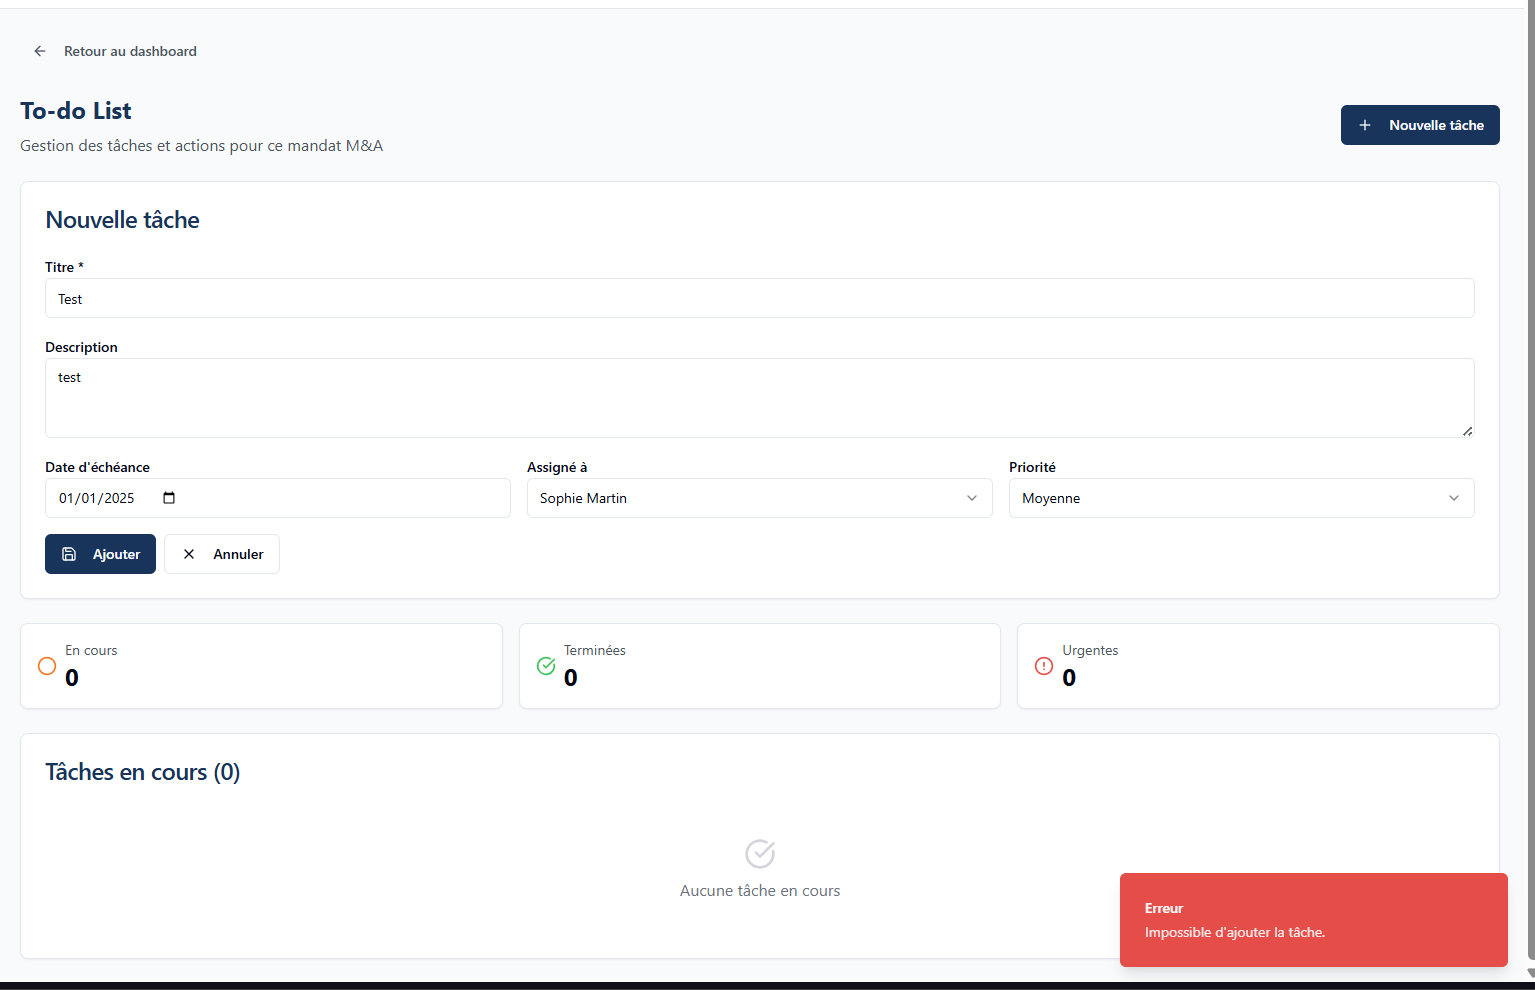 Retour au dashboard
To-do List
Gestion des tâches et actions pour ce mandat M&A
Nouvelle tâche
Nouvelle tâche
Titre *
Test
Description
test
Date d'échéance
Assigné à
Priorité
01/01/2025
Sophie Martin
Moyenne
Ajouter
Annuler
En cours
0
Terminées
0
Urgentes
0
Tâches en cours (0)
Aucune tâche en cours
Erreur
Impossible d'ajouter la tâche.